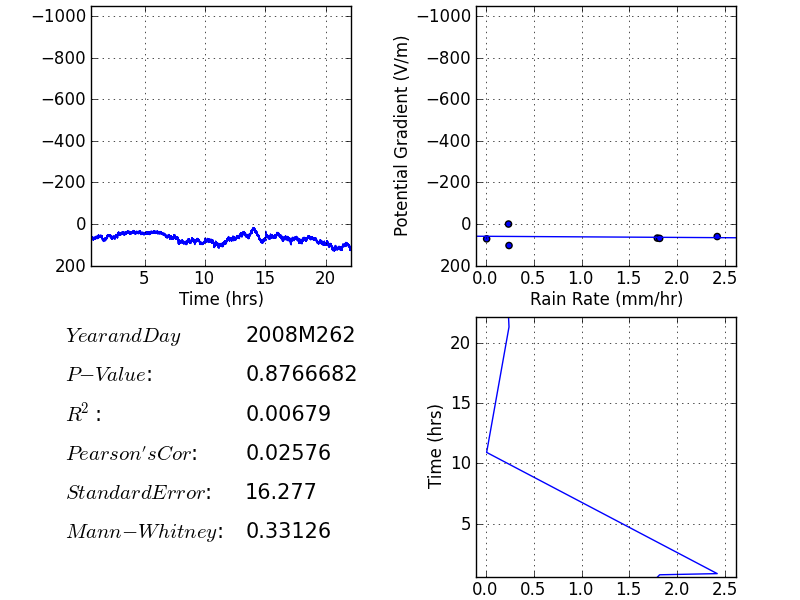 −1000
−800
−600
−400
−200
0
200
5 10 15 20
Time (hrs)
Potential Gradient (V/m)
−1000
−800
−600
−400
−200
0
200
0.0 0.5 1.0 1.5 2.0 2.5
Rain Rate (mm/hr)
YearandDay 2008M262
P−Value: 0.8766682
R²: 0.00679
Pearson'sCor: 0.02576
StandardError: 16.277
Mann−Whitney: 0.33126
Time (hrs)
20
15
10
5
0.0 0.5 1.0 1.5 2.0 2.5